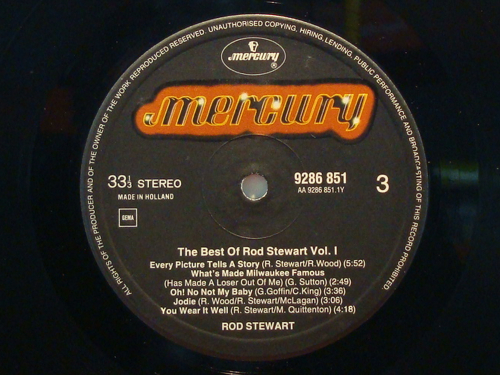 ALL RIGHTS OF THE PRODUCER AND OF THE OWNER OF THE WORK REPRODUCED RESERVED. UNAUTHORISED COPYING, HIRING, LENDING, PUBLIC PERFORMANCE AND BROADCASTING OF THIS RECORD PROHIBITED.
mercury
®
mercury
33 1/3 STEREO
MADE IN HOLLAND
GEMA
9286 851
AA 9286 851.1Y
3
The Best Of Rod Stewart Vol. I
Every Picture Tells A Story (R. Stewart/R.Wood) (5:52)
What's Made Milwaukee Famous
(Has Made A Loser Out Of Me) (G. Sutton) (2:49)
Oh! No Not My Baby (G.Goffin/C.King) (3:36)
Jodie (R. Wood/R. Stewart/McLagan) (3:06)
You Wear It Well (R. Stewart/M. Quittenton) (4:18)
ROD STEWART